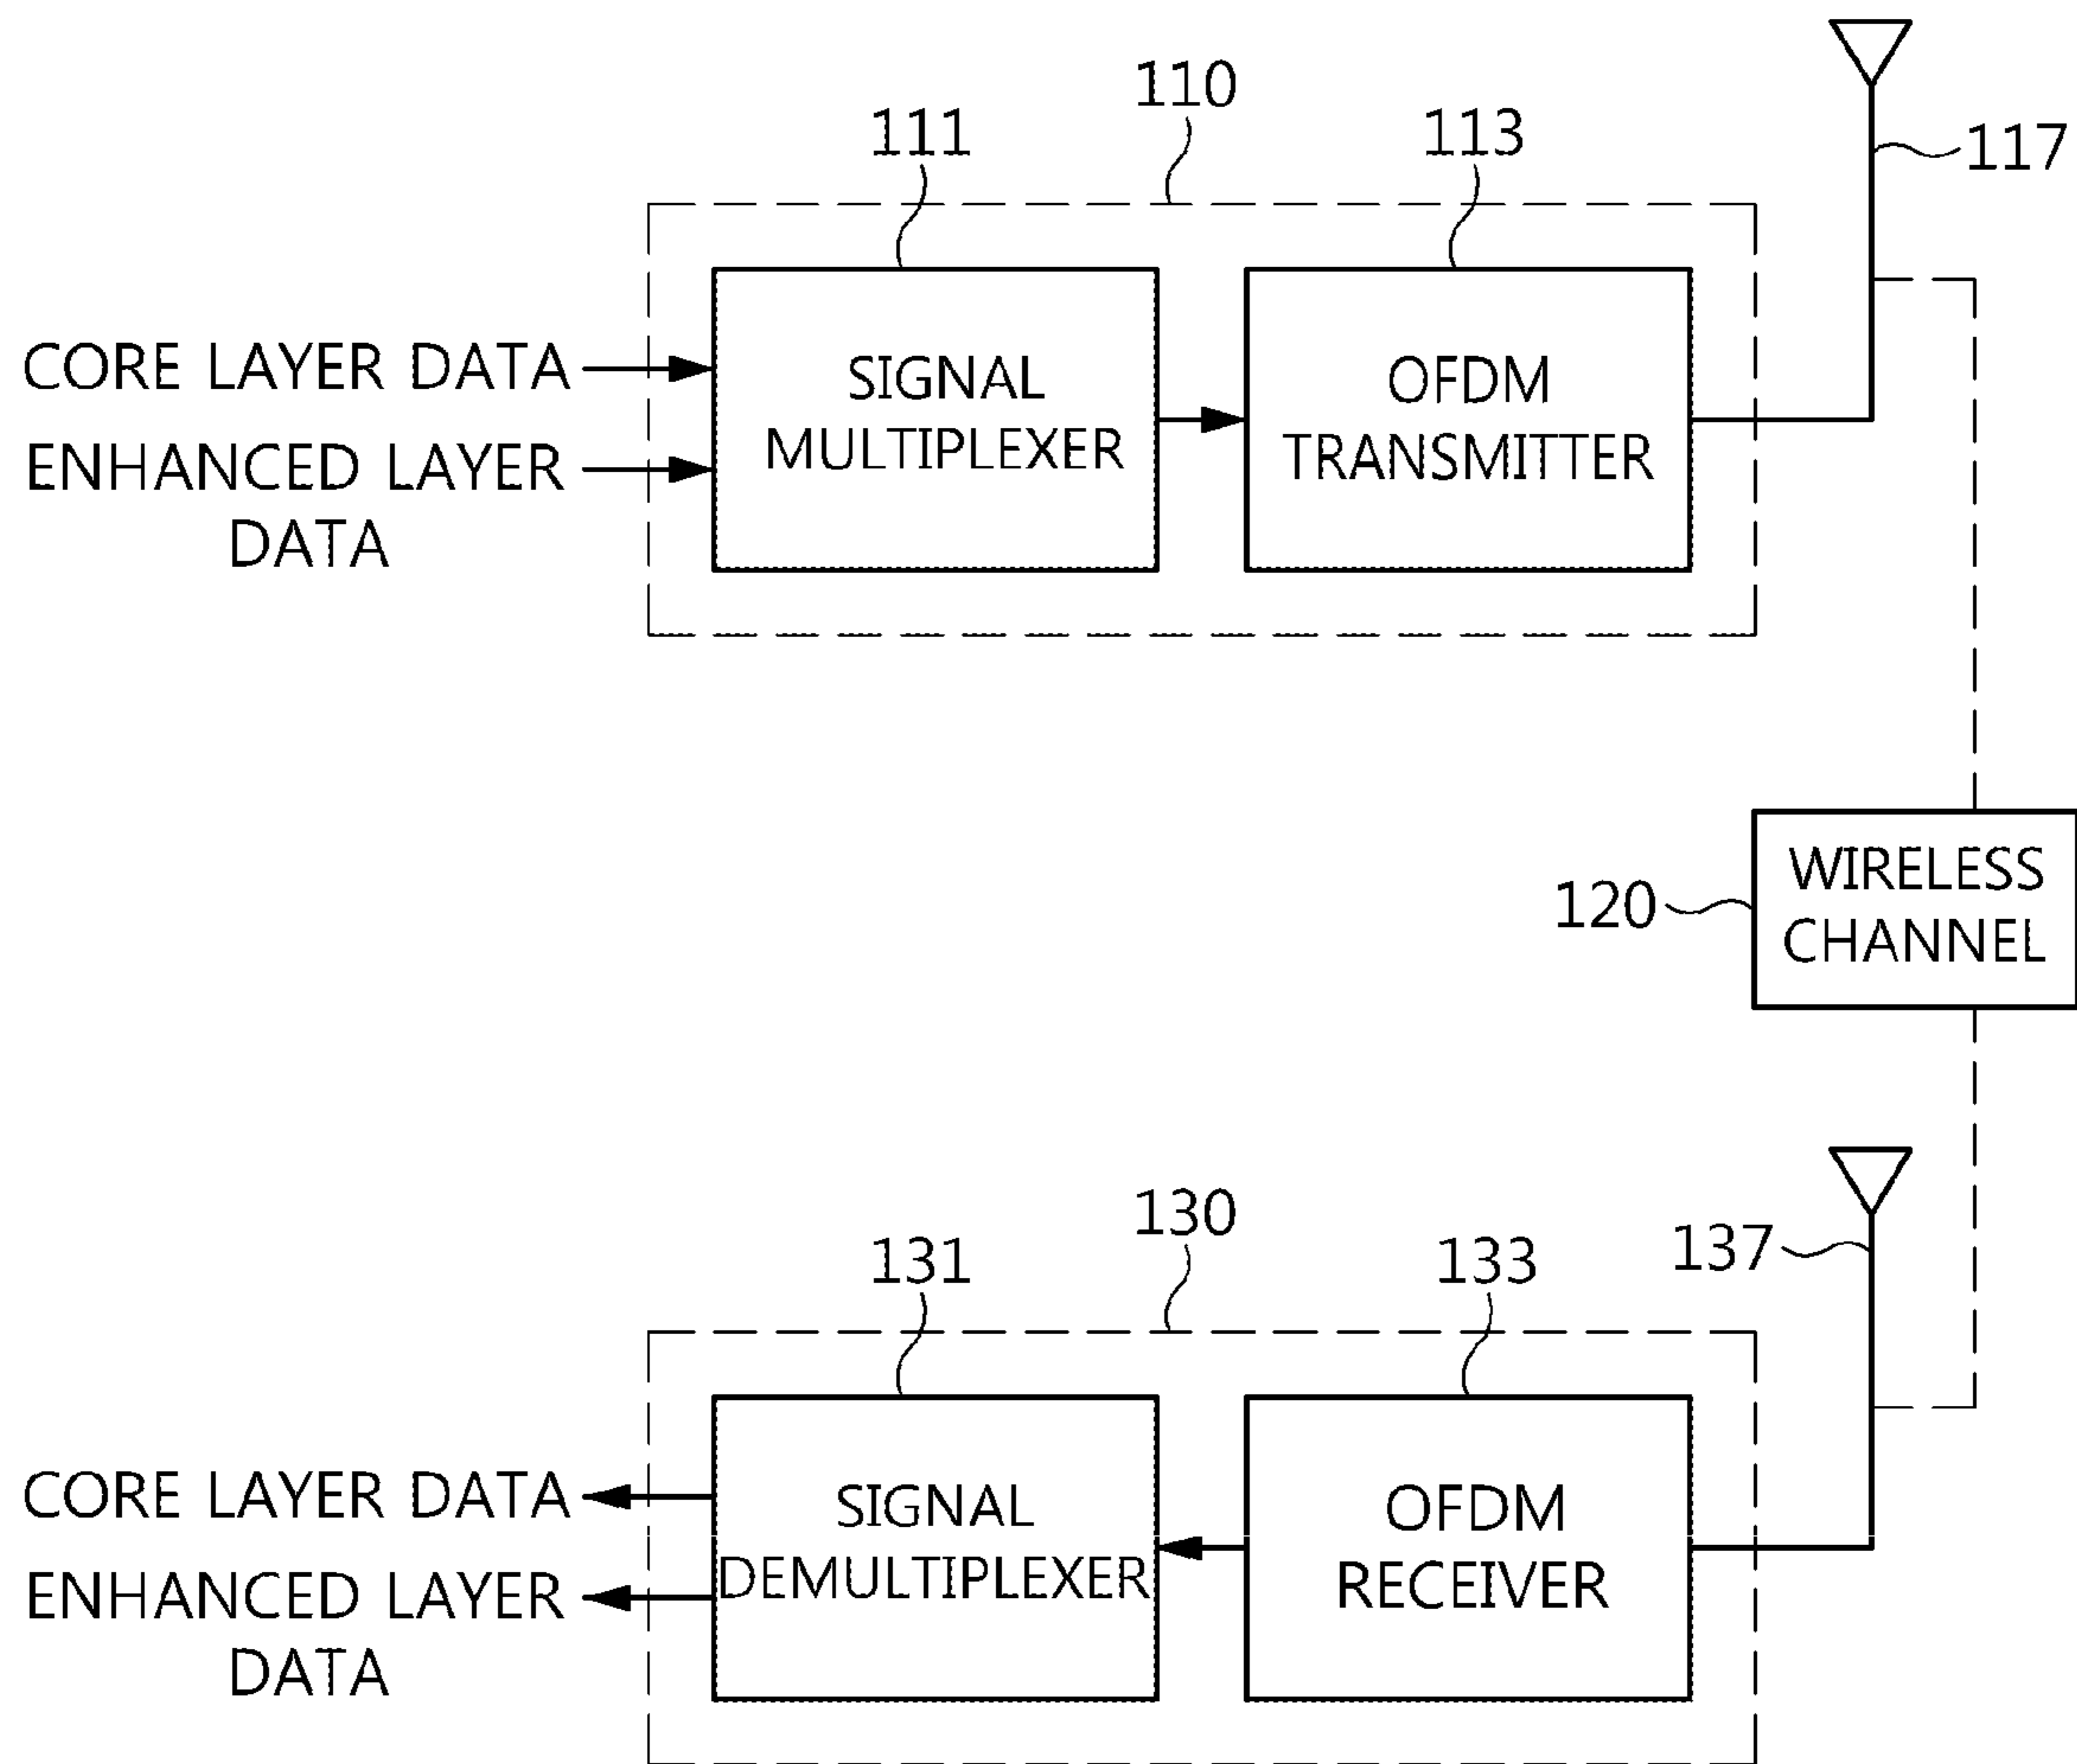 110
111
113
117
CORE LAYER DATA
ENHANCED LAYER
DATA
SIGNAL
MULTIPLEXER
OFDM
TRANSMITTER
120
WIRELESS
CHANNEL
130
131
133
137
CORE LAYER DATA
ENHANCED LAYER
DATA
SIGNAL
DEMULTIPLEXER
OFDM
RECEIVER